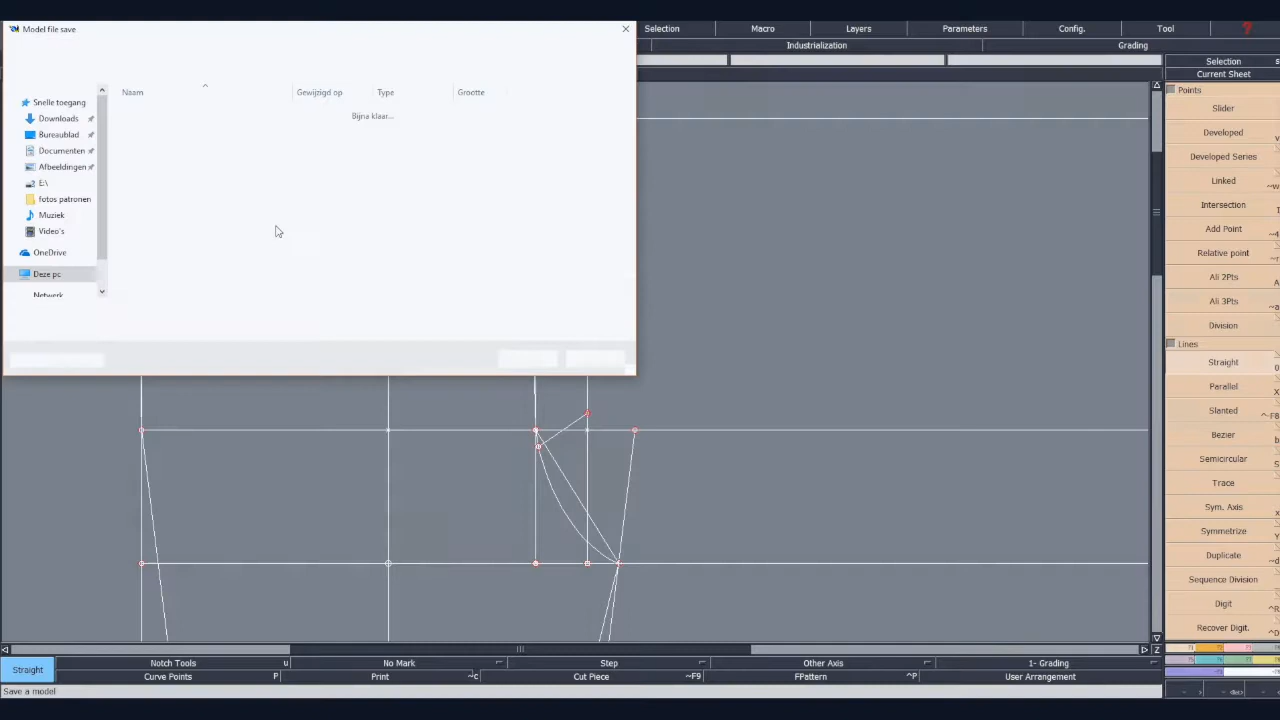 Model file save
Selection
Macro
Layers
Parameters
Config.
Tool
?
Industrialization
Grading
Naam
Gewijzigd op
Type
Grootte
Bijna klaar...
Snelle toegang
Downloads
Bureaublad
Documenten
Afbeeldingen
E:\
fotos patronen
Muziek
Video's
OneDrive
Deze pc
Netwerk
Selection s
Current Sheet
Points
Slider
Developed v
Developed Series
Linked ~w
Intersection T
Add Point ~4
Relative point ~r
Ali 2Pts A
Ali 3Pts ~a
Division
Lines
Straight 0
Parallel X
Slanted ^~F8
Bezier b
Semicircular S
Trace
Sym. Axis x
Symmetrize Y
Duplicate ~d
Sequence Division
Digit ^R
Recover Digit. ^D
Z
Straight
Notch Tools u
No Mark
Step
Other Axis
1- Grading
Curve Points P
Print ~c
Cut Piece ~F9
FPattern ^P
User Arrangement
Save a model